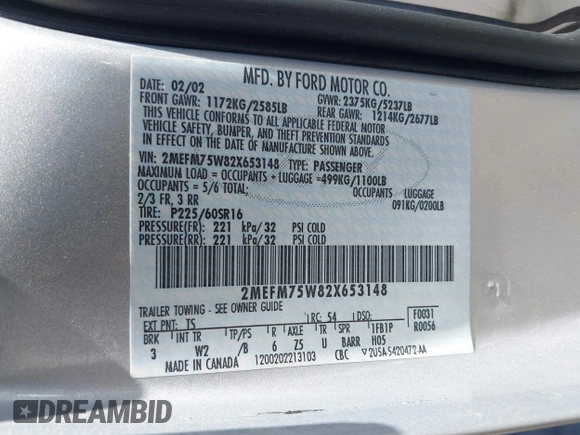 MFD. BY FORD MOTOR CO.
DATE: 02/02 GVWR: 2375KG/5237LB
FRONT GAWR: 1172KG/2585LB REAR GAWR: 1214KG/2677LB
THIS VEHICLE CONFORMS TO ALL APPLICABLE FEDERAL MOTOR
VEHICLE SAFETY, BUMPER, AND THEFT PREVENTION STANDARDS
IN EFFECT ON THE DATE OF MANUFACTURE SHOWN ABOVE.
VIN: 2MEFM75W82X653148 TYPE: PASSENGER
MAXIMUM LOAD = OCCUPANTS + LUGGAGE =499KG/1100LB
OCCUPANTS = 5/6 TOTAL; OCCUPANTS LUGGAGE
2/3 FR, 3 RR 091KG/0200LB
TIRE: P225/60SR16
PRESSURE(FR): 221 kPa/32 PSI COLD
PRESSURE(RR): 221 kPa/32 PSI COLD
2MEFM75W82X653148
TRAILER TOWING - SEE OWNER GUIDE
EXT PNT: TS RC: 54 DSO: F0031
BRK INT TR TP/PS R AXLE TR SPR 1FB1P R0056
3 W2 /B 6 Z5 U BARR H05
MADE IN CANADA 1200202213103 CBC 2U5A-5420472-AA
DREAMBID